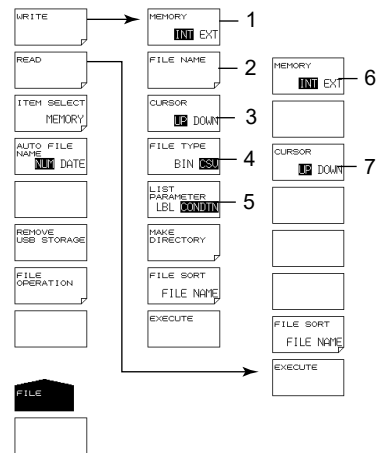 WRITE
READ
ITEM SELECT
MEMORY
AUTO FILE
NAME
NUM DATE
REMOVE
USB STORAGE
FILE
OPERATION
FILE
MEMORY
INT EXT
1
FILE NAME
2
CURSOR
UP DOWN
3
FILE TYPE
BIN CSV
4
LIST
PARAMETER
LBL CONDTN
5
MAKE
DIRECTORY
FILE SORT
FILE NAME
EXECUTE
MEMORY
INT EXT
6
CURSOR
UP DOWN
7
FILE SORT
FILE NAME
EXECUTE